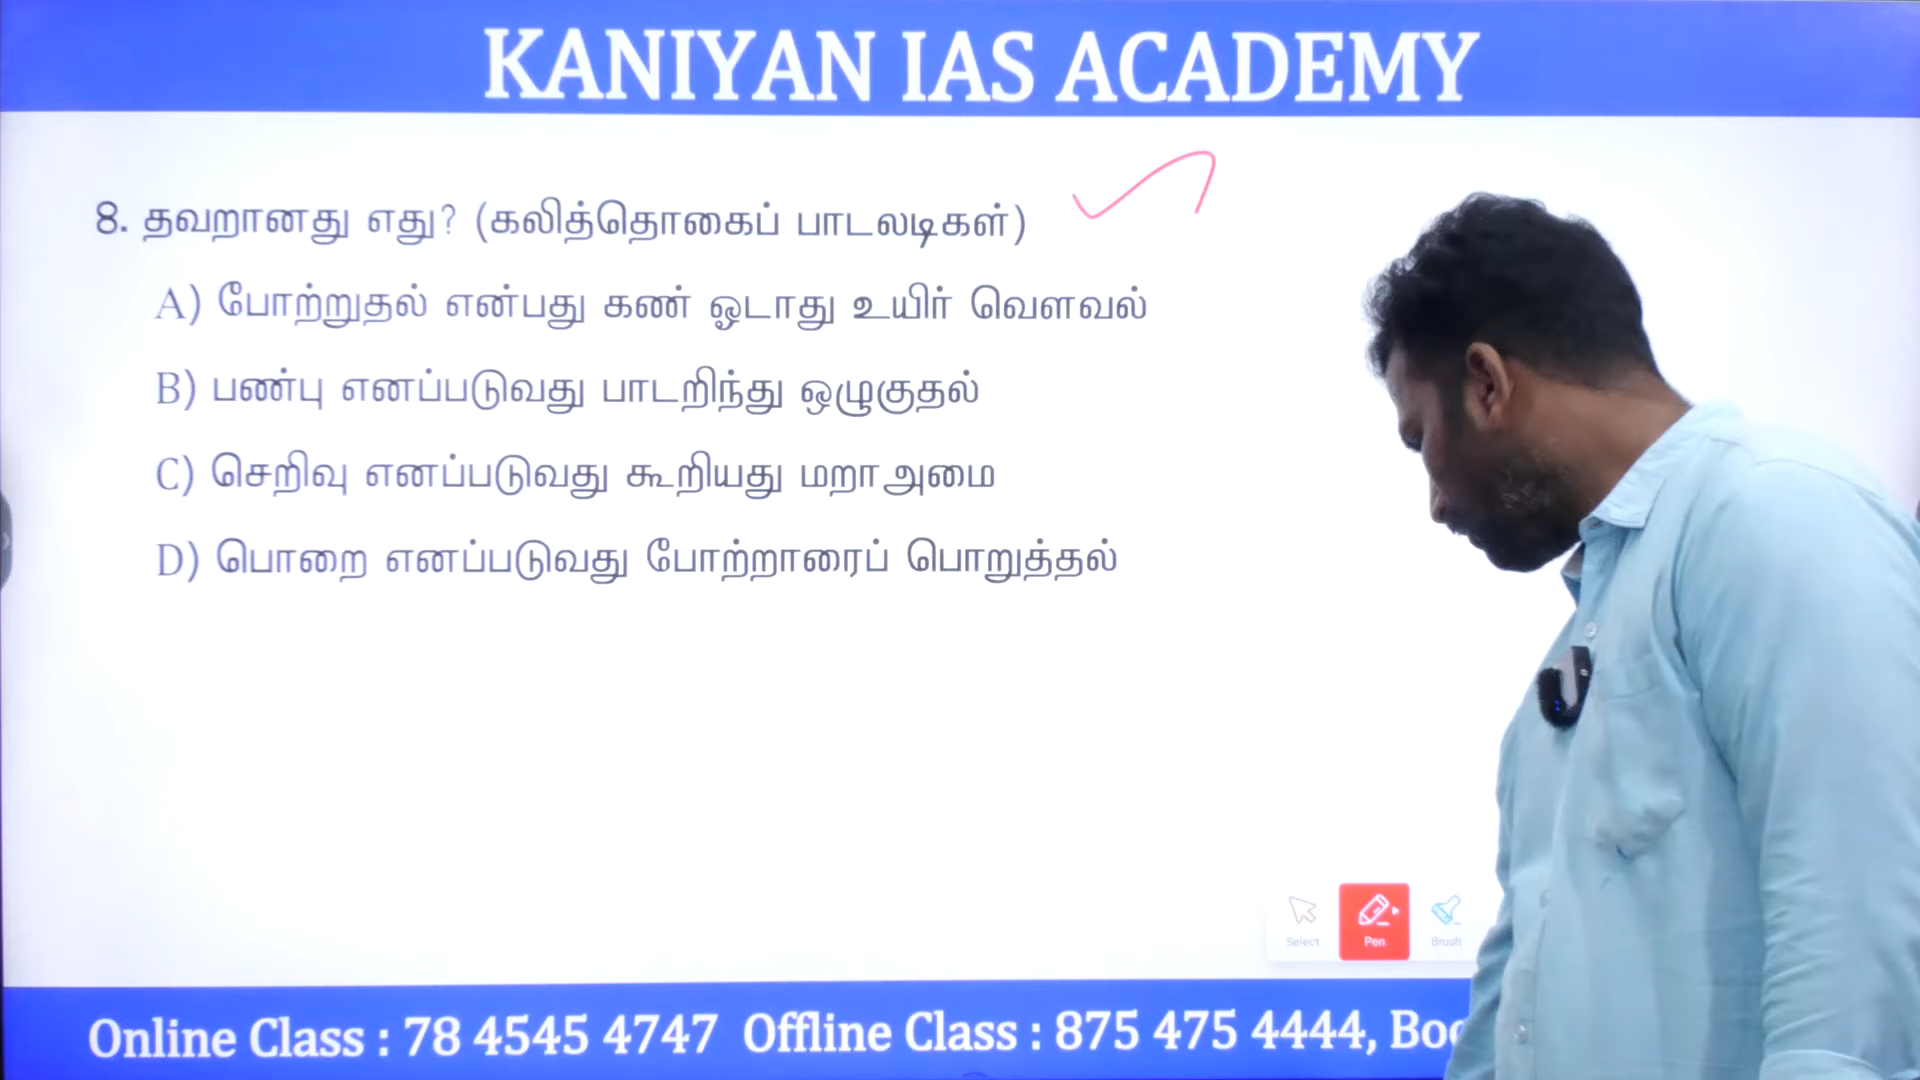 KANIYAN IAS ACADEMY
8. தவறானது எது? (கலித்தொகைப் பாடலடிகள்)
A) போற்றுதல் என்பது கண் ஓடாது உயிர் வௌவல்
B) பண்பு எனப்படுவது பாடறிந்து ஒழுகுதல்
C) செறிவு எனப்படுவது கூறியது மறாஅமை
D) பொறை எனப்படுவது போற்றாரைப் பொறுத்தல்
Select Pen Brush
Online Class : 78 4545 4747 Offline Class : 875 475 4444,